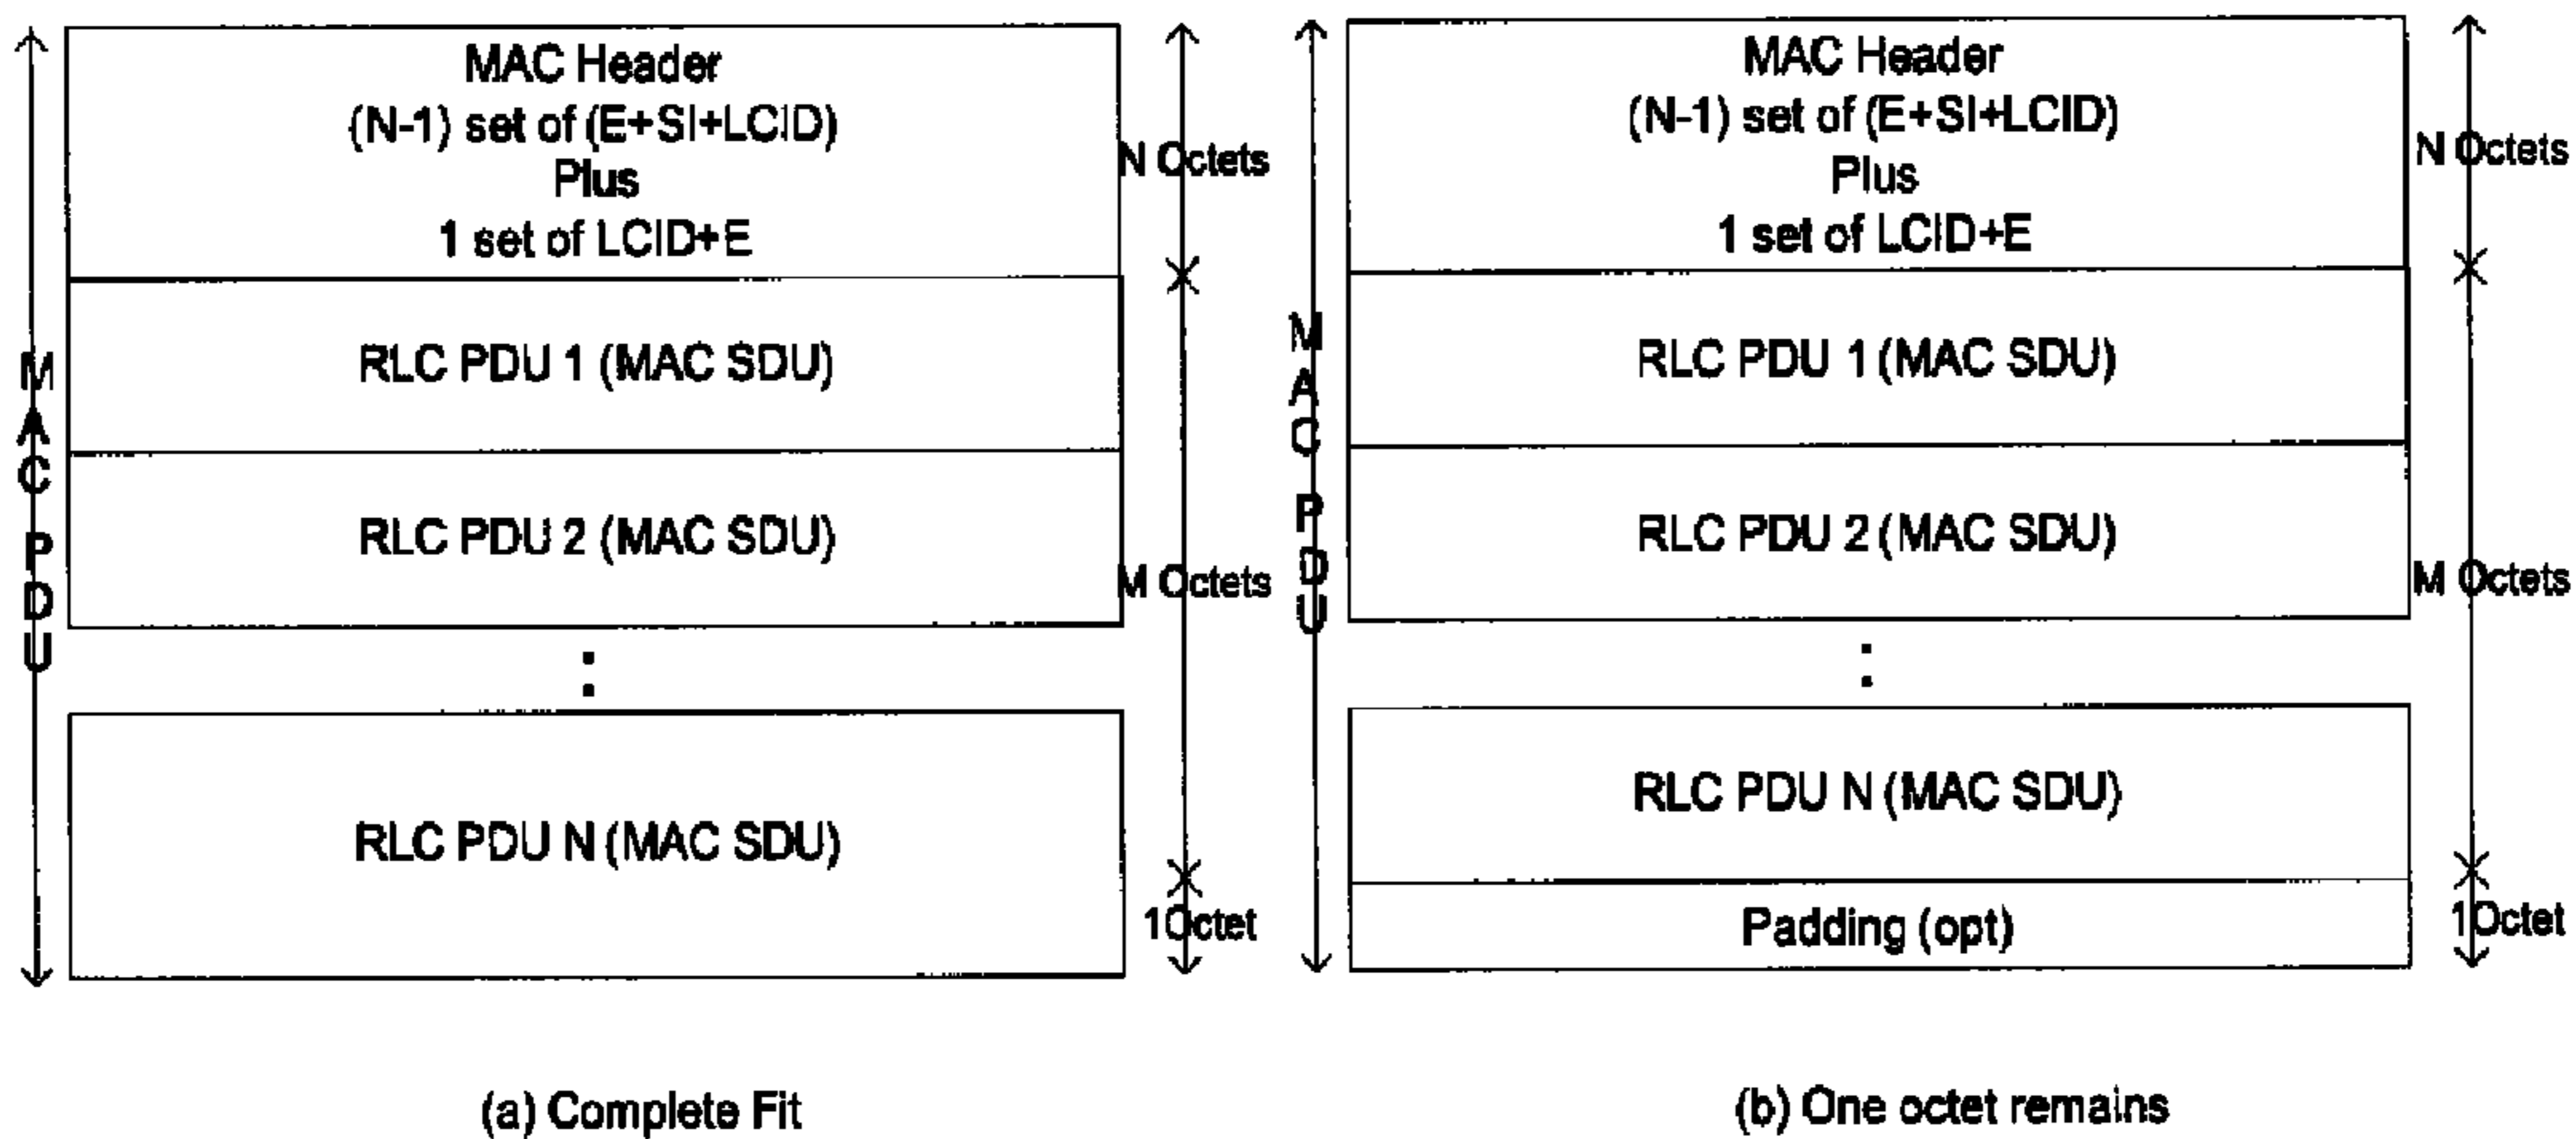 MAC Header
(N-1) set of (E+SI+LCID)
Plus
1 set of LCID+E
N Octets
RLC PDU 1 (MAC SDU)
RLC PDU 2 (MAC SDU)
:
RLC PDU N (MAC SDU)
MAC PDU
M Octets
1Octet
(a) Complete Fit
MAC Header
(N-1) set of (E+SI+LCID)
Plus
1 set of LCID+E
N Octets
RLC PDU 1 (MAC SDU)
RLC PDU 2 (MAC SDU)
:
RLC PDU N (MAC SDU)
Padding (opt)
MAC PDU
M Octets
1Octet
(b) One octet remains